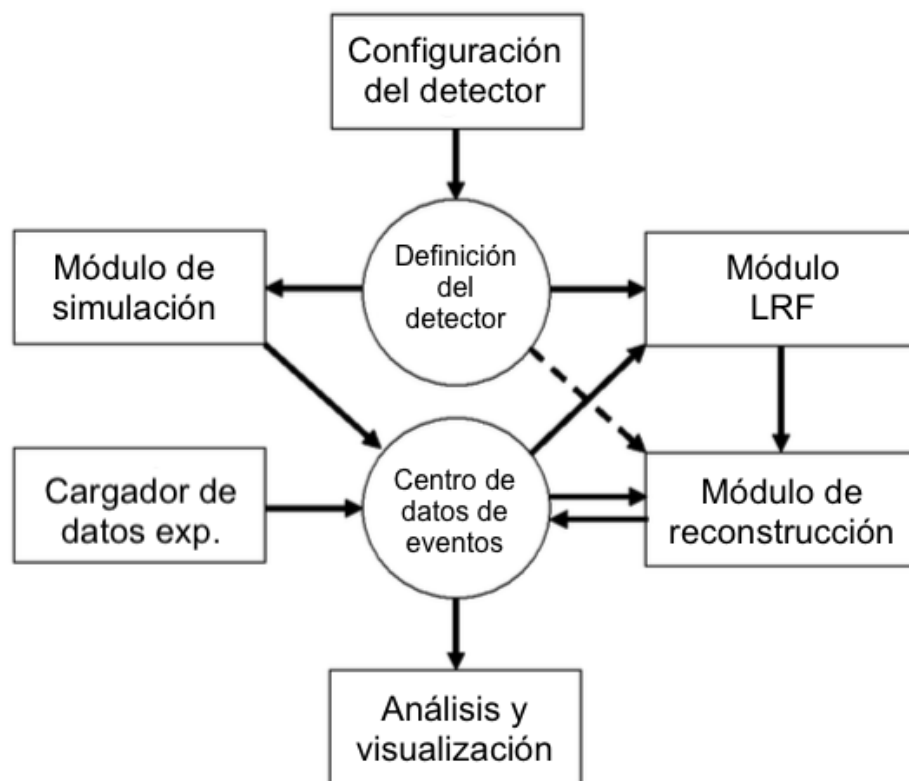 Configuración
del detector
Definición
del
detector
Módulo de
simulación
Módulo
LRF
Cargador de
datos exp.
Centro de
datos de
eventos
Módulo de
reconstrucción
Análisis y
visualización